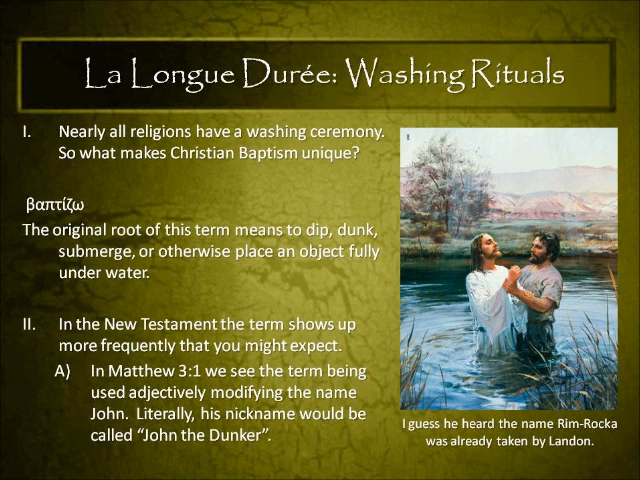 La Longue Durée: Washing Rituals
I. Nearly all religions have a washing ceremony.
So what makes Christian Baptism unique?
βαπτίζω
The original root of this term means to dip, dunk,
submerge, or otherwise place an object fully
under water.
II. In the New Testament the term shows up
more frequently that you might expect.
A) In Matthew 3:1 we see the term being
used adjectively modifying the name
John. Literally, his nickname would be
called “John the Dunker”.
I guess he heard the name Rim-Rocka
was already taken by Landon.